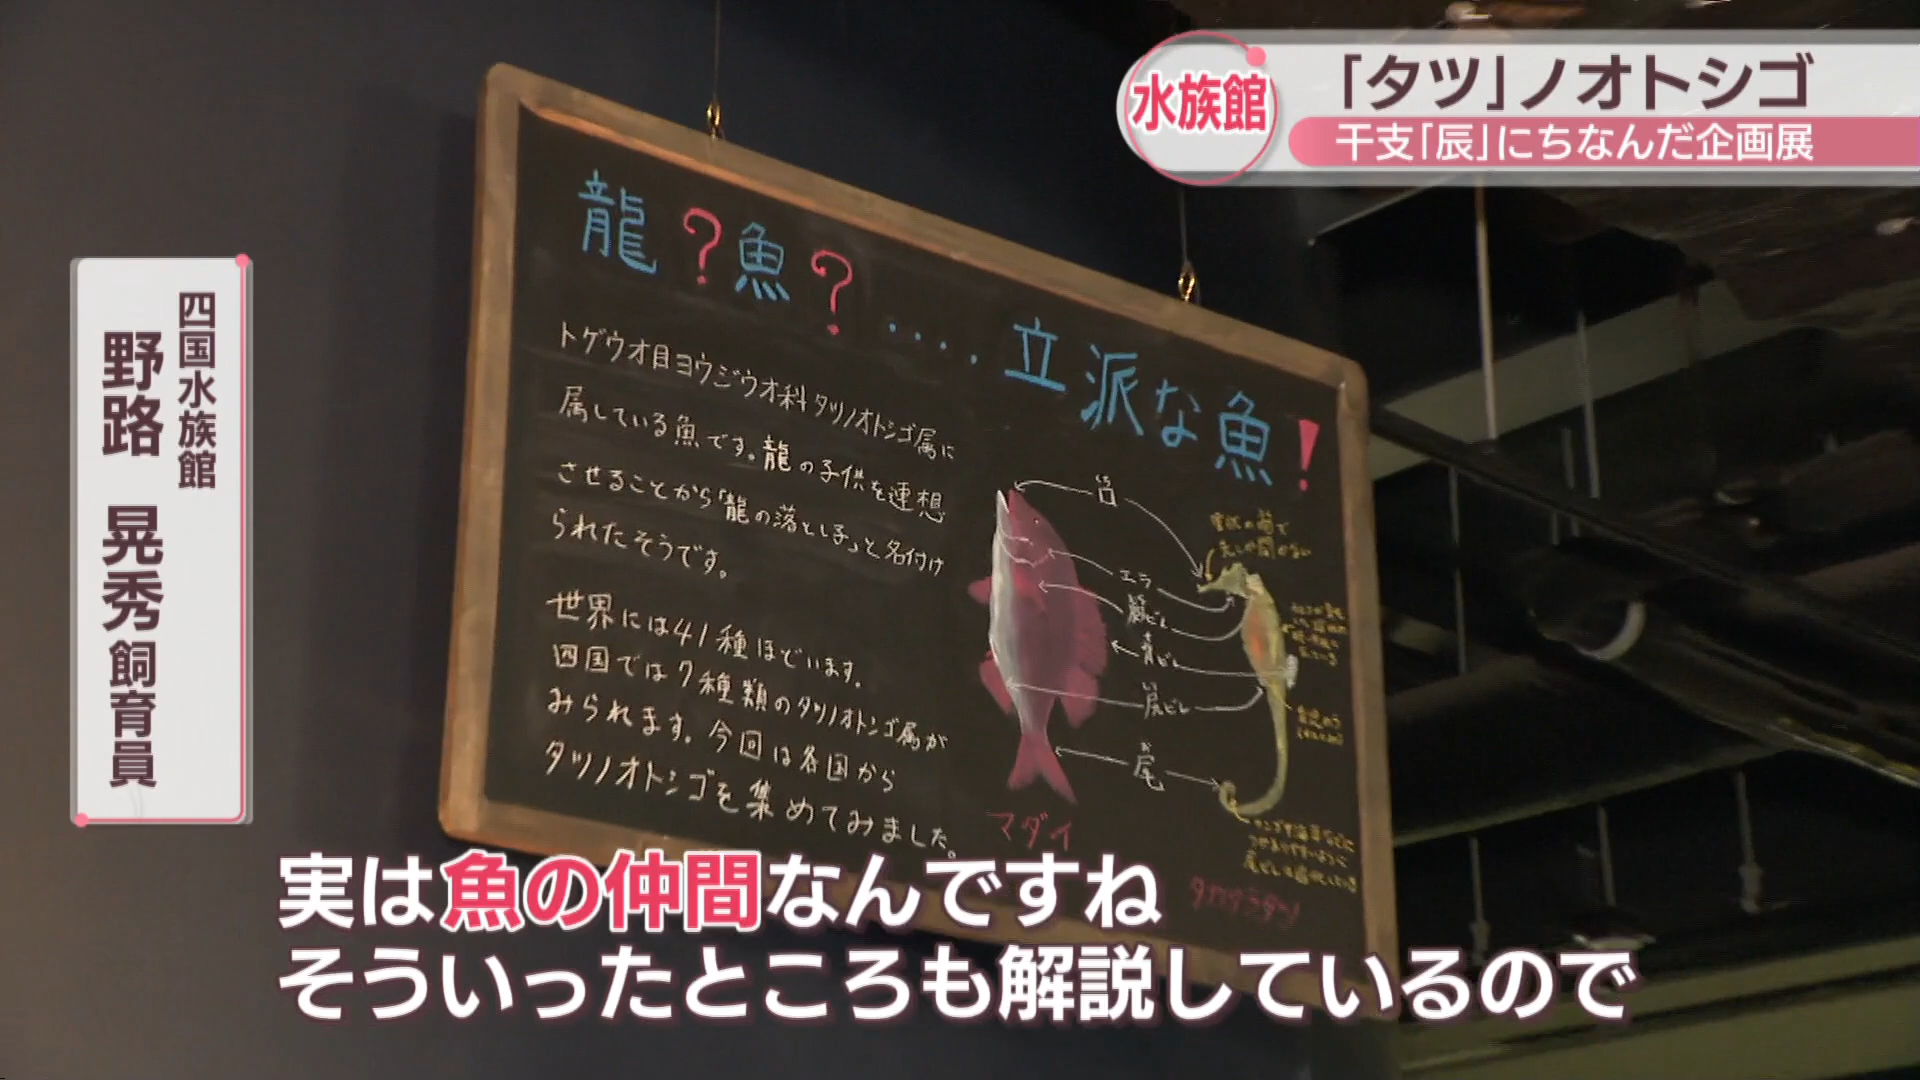 水族館
「タツ」ノオトシゴ
干支「辰」にちなんだ企画展
四国水族館
野路 晃秀 飼育員
龍?魚?....立派な魚!
トゲウオ目ヨウジウオ科タツノオトシゴ属に
属している魚です。龍の子供を連想
させることから「龍の落とし子」と名付け
られたそうです。
世界には41種ほどいます。
四国では7種類のタツノオトシゴ属が
みられます。今回は各国から
タツノオトシゴを集めてみました。
口
エラ
胸ビレ
背ビレ
尻ビレ
尾
マダイ
タカクラタツ
実は魚の仲間なんですね
そういったところも解説しているので